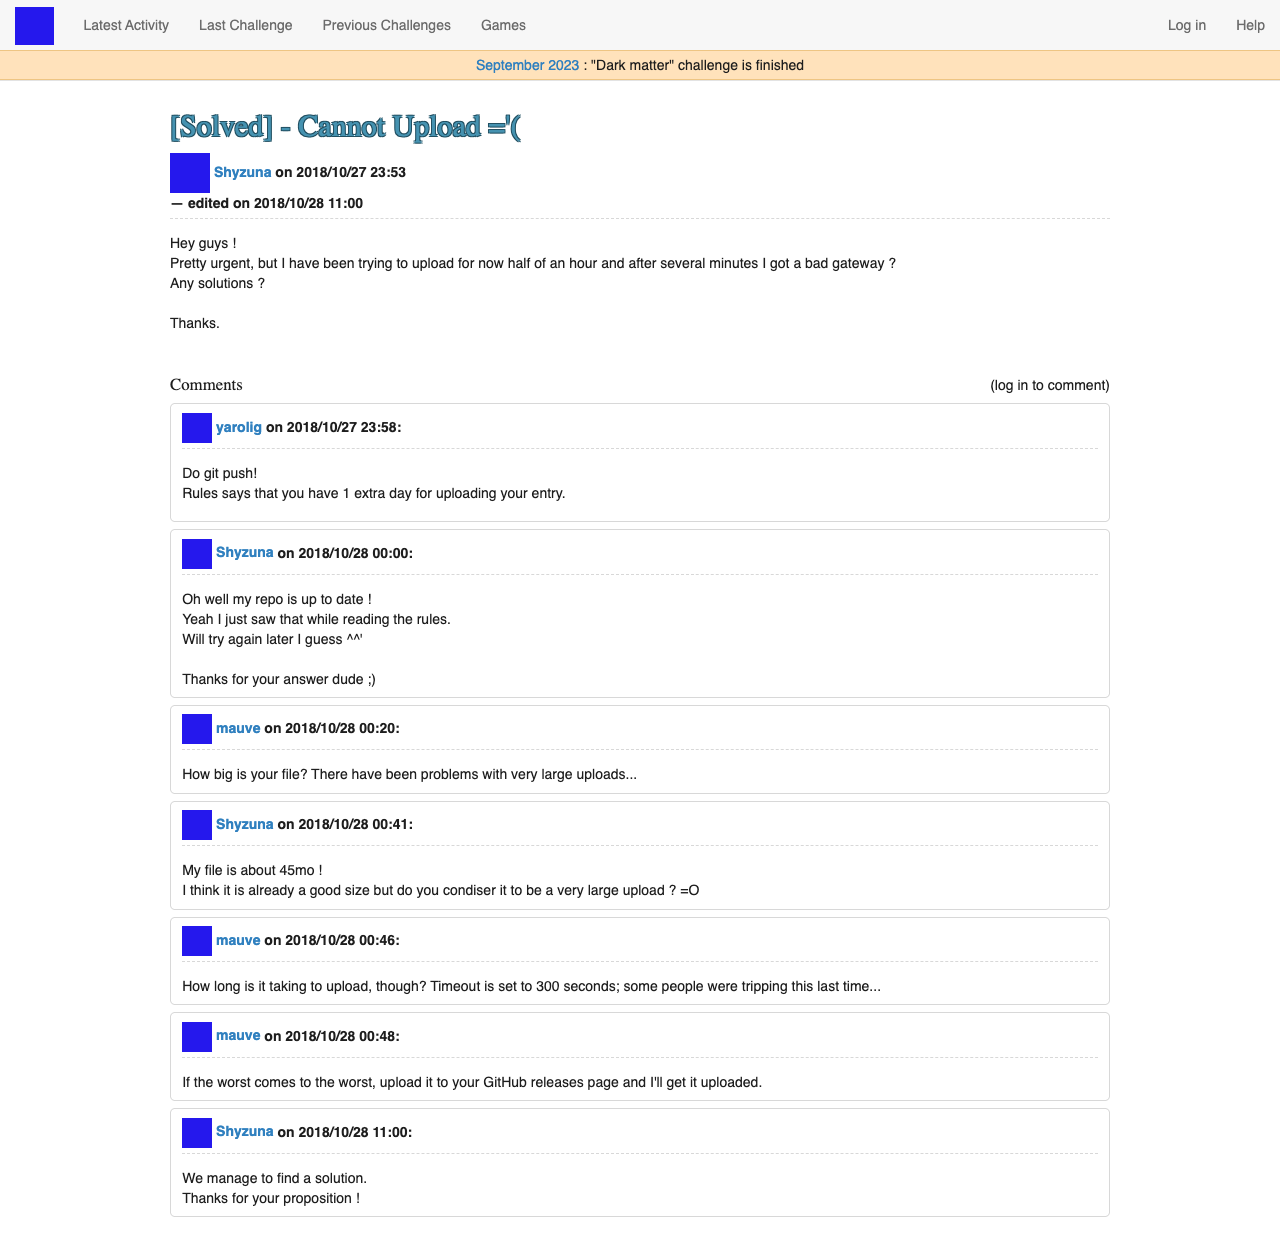 Latest Activity Last Challenge Previous Challenges Games Log in Help
September 2023 : "Dark matter" challenge is finished
[Solved] - Cannot Upload ='(
Shyzuna on 2018/10/27 23:53
— edited on 2018/10/28 11:00
Hey guys !
Pretty urgent, but I have been trying to upload for now half of an hour and after several minutes I got a bad gateway ?
Any solutions ?
Thanks.
Comments (log in to comment)
yarolig on 2018/10/27 23:58:
Do git push!
Rules says that you have 1 extra day for uploading your entry.
Shyzuna on 2018/10/28 00:00:
Oh well my repo is up to date !
Yeah I just saw that while reading the rules.
Will try again later I guess ^^'
Thanks for your answer dude ;)
mauve on 2018/10/28 00:20:
How big is your file? There have been problems with very large uploads...
Shyzuna on 2018/10/28 00:41:
My file is about 45mo !
I think it is already a good size but do you condiser it to be a very large upload ? =O
mauve on 2018/10/28 00:46:
How long is it taking to upload, though? Timeout is set to 300 seconds; some people were tripping this last time...
mauve on 2018/10/28 00:48:
If the worst comes to the worst, upload it to your GitHub releases page and I'll get it uploaded.
Shyzuna on 2018/10/28 11:00:
We manage to find a solution.
Thanks for your proposition !